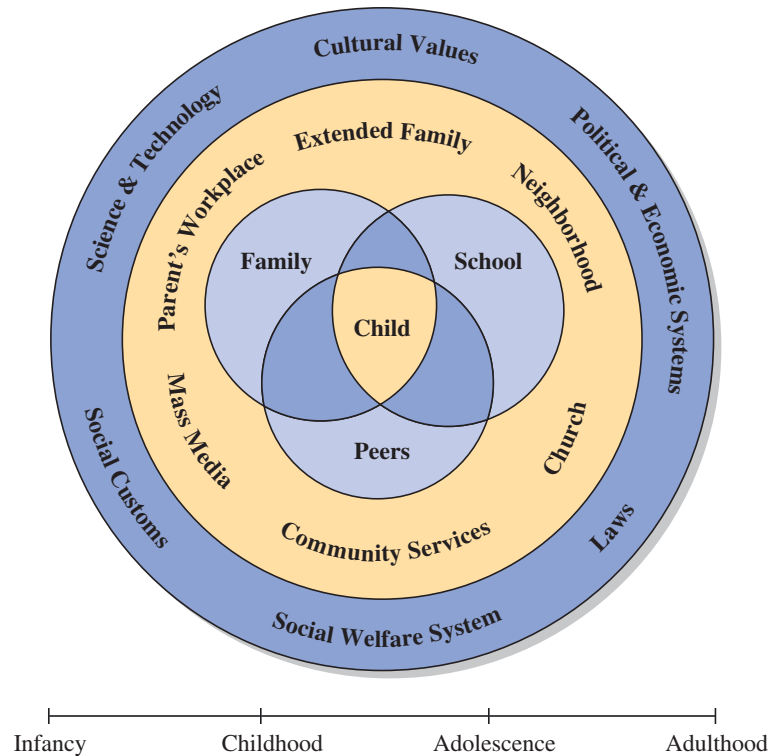 Cultural Values
Science & Technology
Political & Economic Systems
Extended Family
Parent's Workplace
Neighborhood
Family
School
Child
Mass Media
Church
Social Customs
Peers
Laws
Community Services
Social Welfare System
Infancy
Childhood
Adolescence
Adulthood